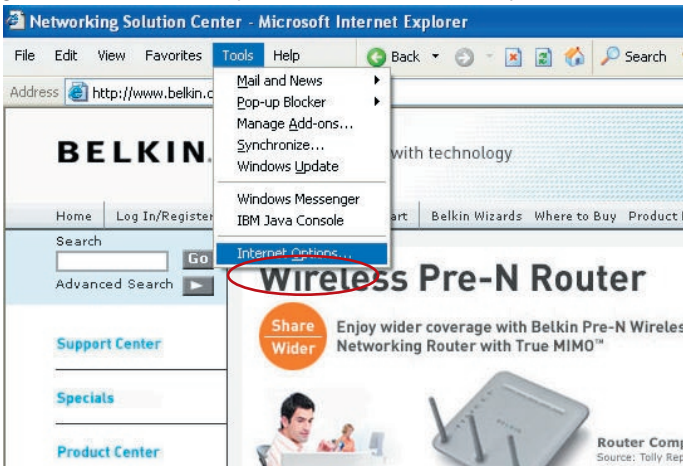 Networking Solution Center - Microsoft Internet Explorer
File Edit View Favorites Tools Help Back Search
Address http://www.belkin.c
Mail and News
Pop-up Blocker
Manage Add-ons...
Synchronize...
Windows Update
Windows Messenger
IBM Java Console
Internet Options...
BELKIN. with technology
Home Log In/Register art Belkin Wizards Where to Buy Product
Search
Go
Advanced Search
Support Center
Specials
Product Center
Wireless Pre-N Router
Share
Wider
Enjoy wider coverage with Belkin Pre-N Wireles
Networking Router with True MIMO™
BELKIN
Router Comp
Source: Tolly Rep